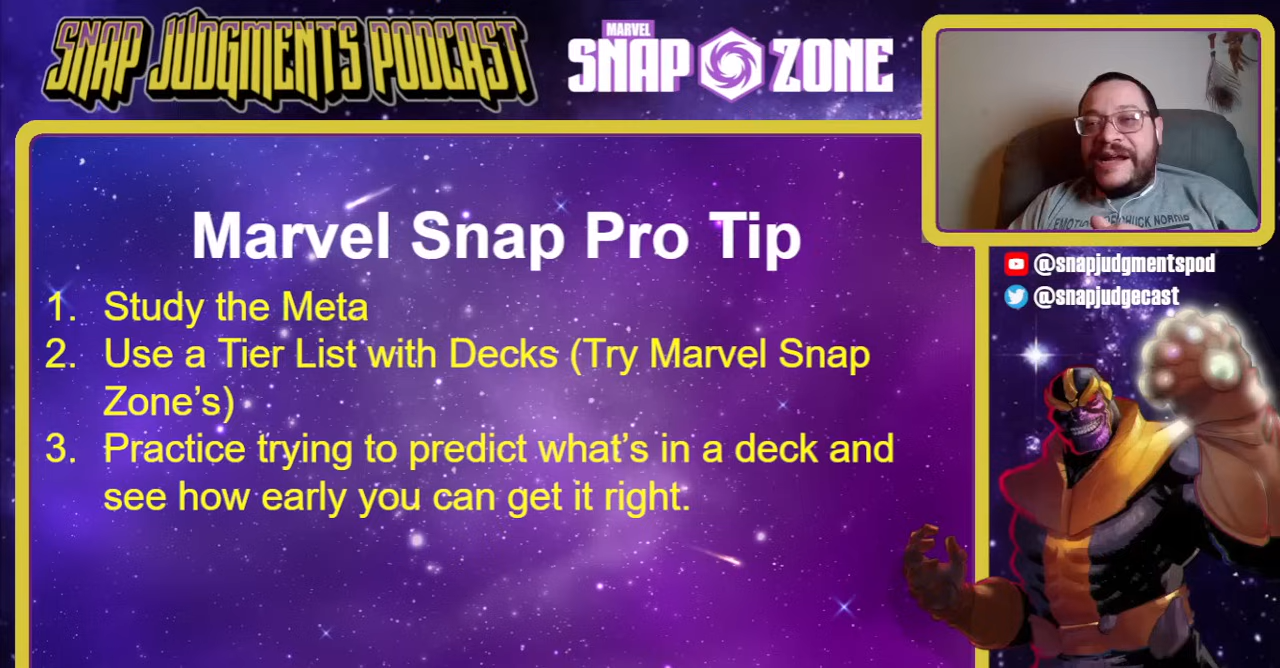 SNAP JUDGMENTS PODCAST
MARVEL
SNAP ZONE
Marvel Snap Pro Tip
1. Study the Meta
2. Use a Tier List with Decks (Try Marvel Snap
Zone's)
3. Practice trying to predict what's in a deck and
see how early you can get it right.
@snapjudgmentspod
@snapjudgecast